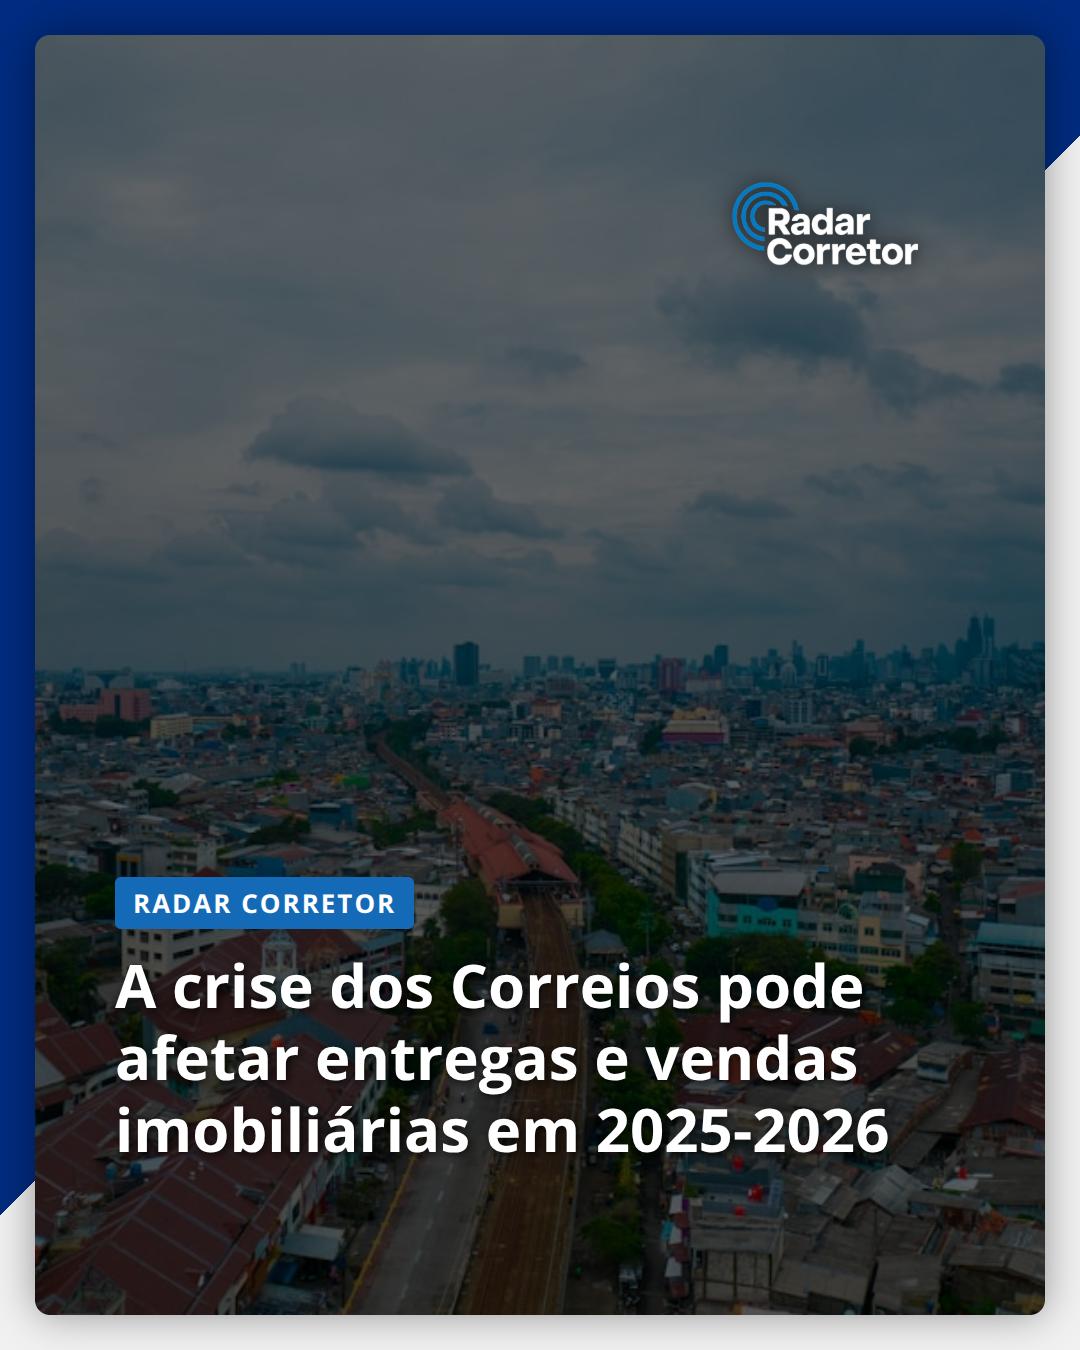 Radar
Corretor
RADAR CORRETOR
A crise dos Correios pode
afetar entregas e vendas
imobiliárias em 2025-2026